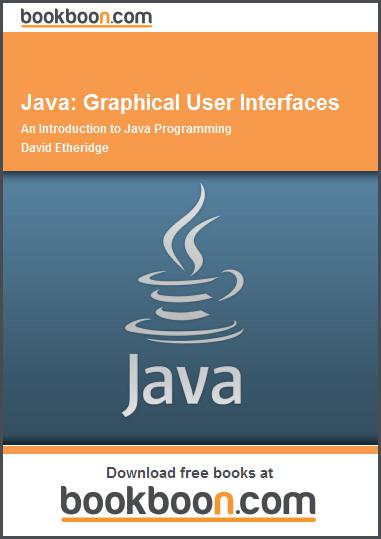 bookboon.com
Java: Graphical User Interfaces
An Introduction to Java Programming
David Etheridge
Java
Download free books at
bookboon.com